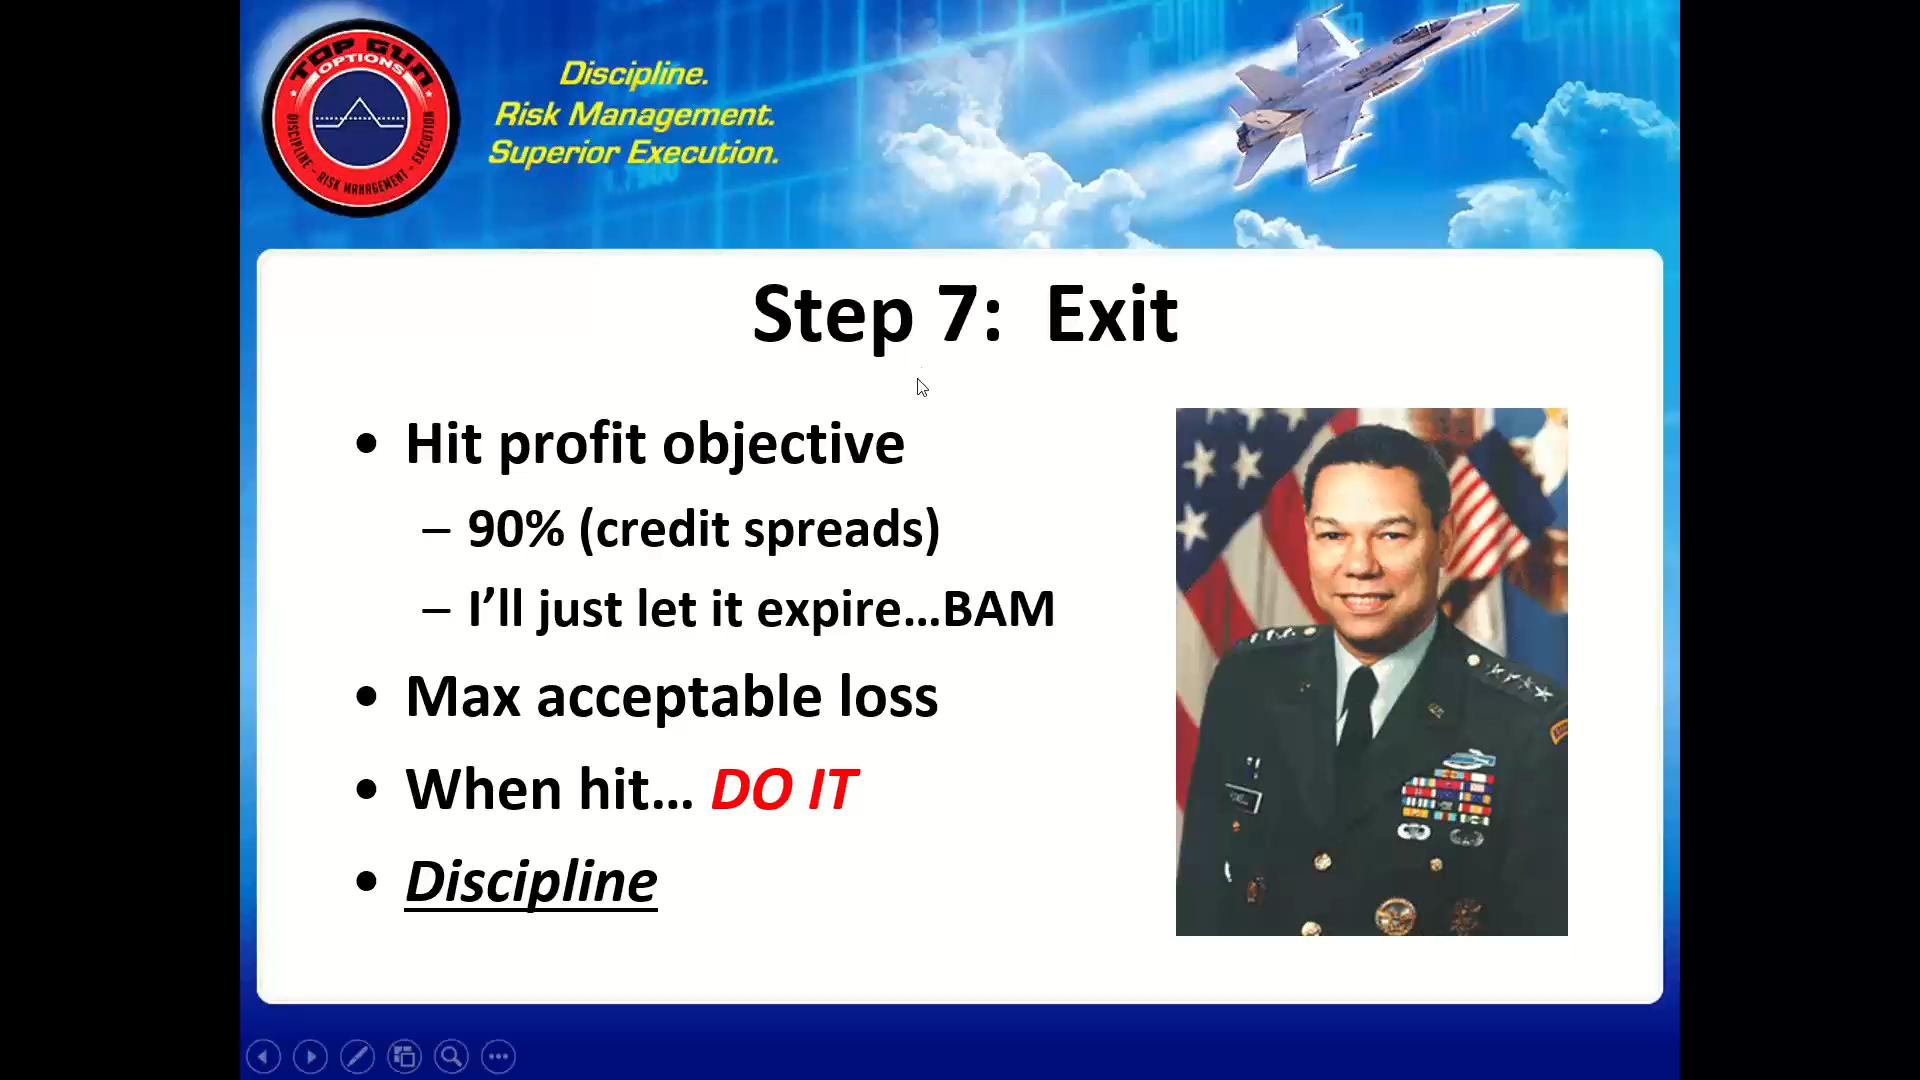 TOP GUN
OPTIONS
DISCIPLINE - RISK MANAGEMENT - EXECUTION
Discipline.
Risk Management.
Superior Execution.
Step 7:  Exit
• Hit profit objective
– 90% (credit spreads)
– I’ll just let it expire…BAM
• Max acceptable loss
• When hit… DO IT
• Discipline